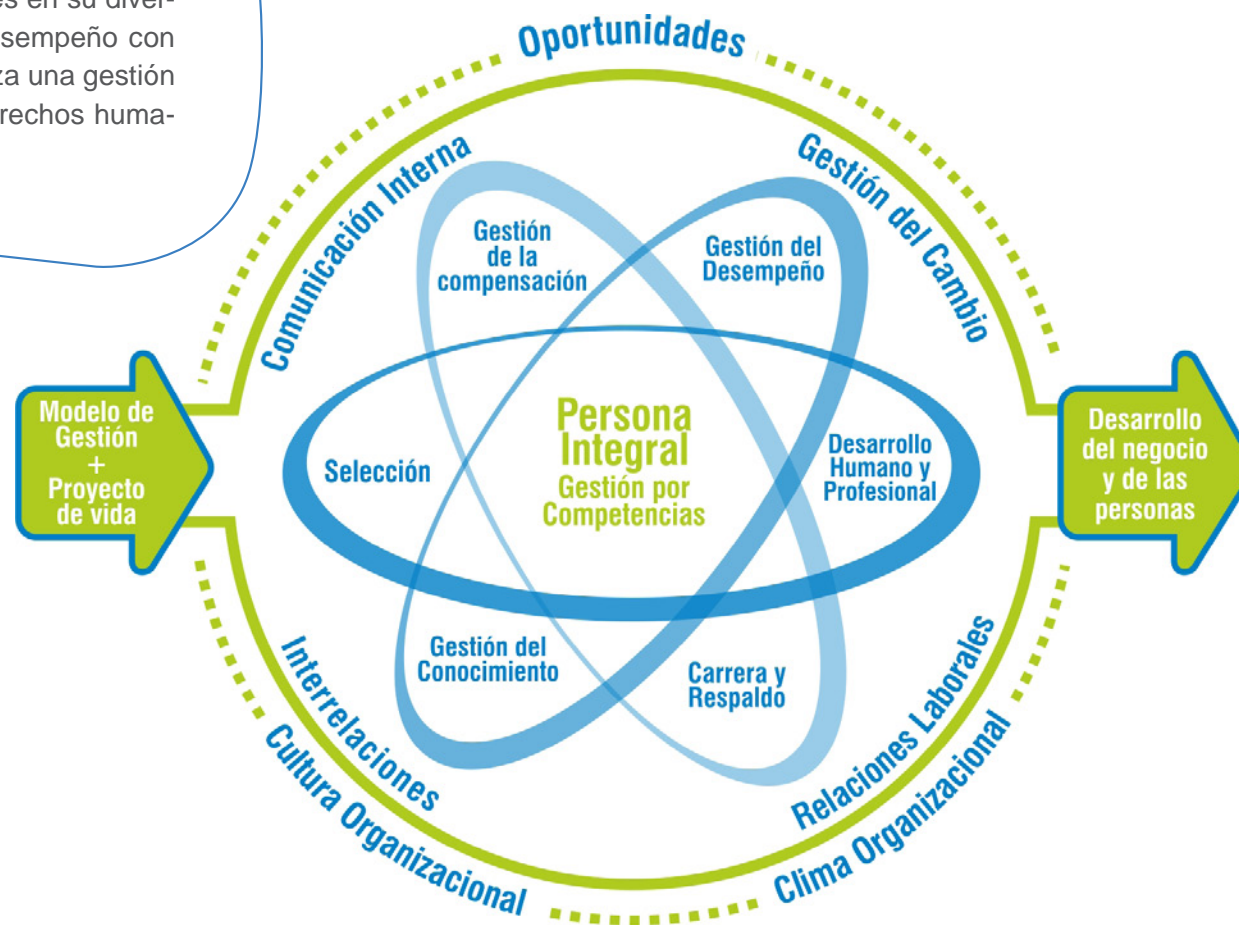 es en su diver-
sempeño con
za una gestión
erechos huma-
Oportunidades
Comunicación Interna
Gestión del Cambio
Gestión
de la
compensación
Gestión del
Desempeño
Modelo de
Gestión
+
Proyecto
de vida
Selección
Persona
Integral
Gestión por
Competencias
Desarrollo
Humano y
Profesional
Desarrollo
del negocio
y de las
personas
Gestión del
Conocimiento
Carrera y
Respaldo
Interrelaciones
Relaciones Laborales
Cultura Organizacional
Clima Organizacional